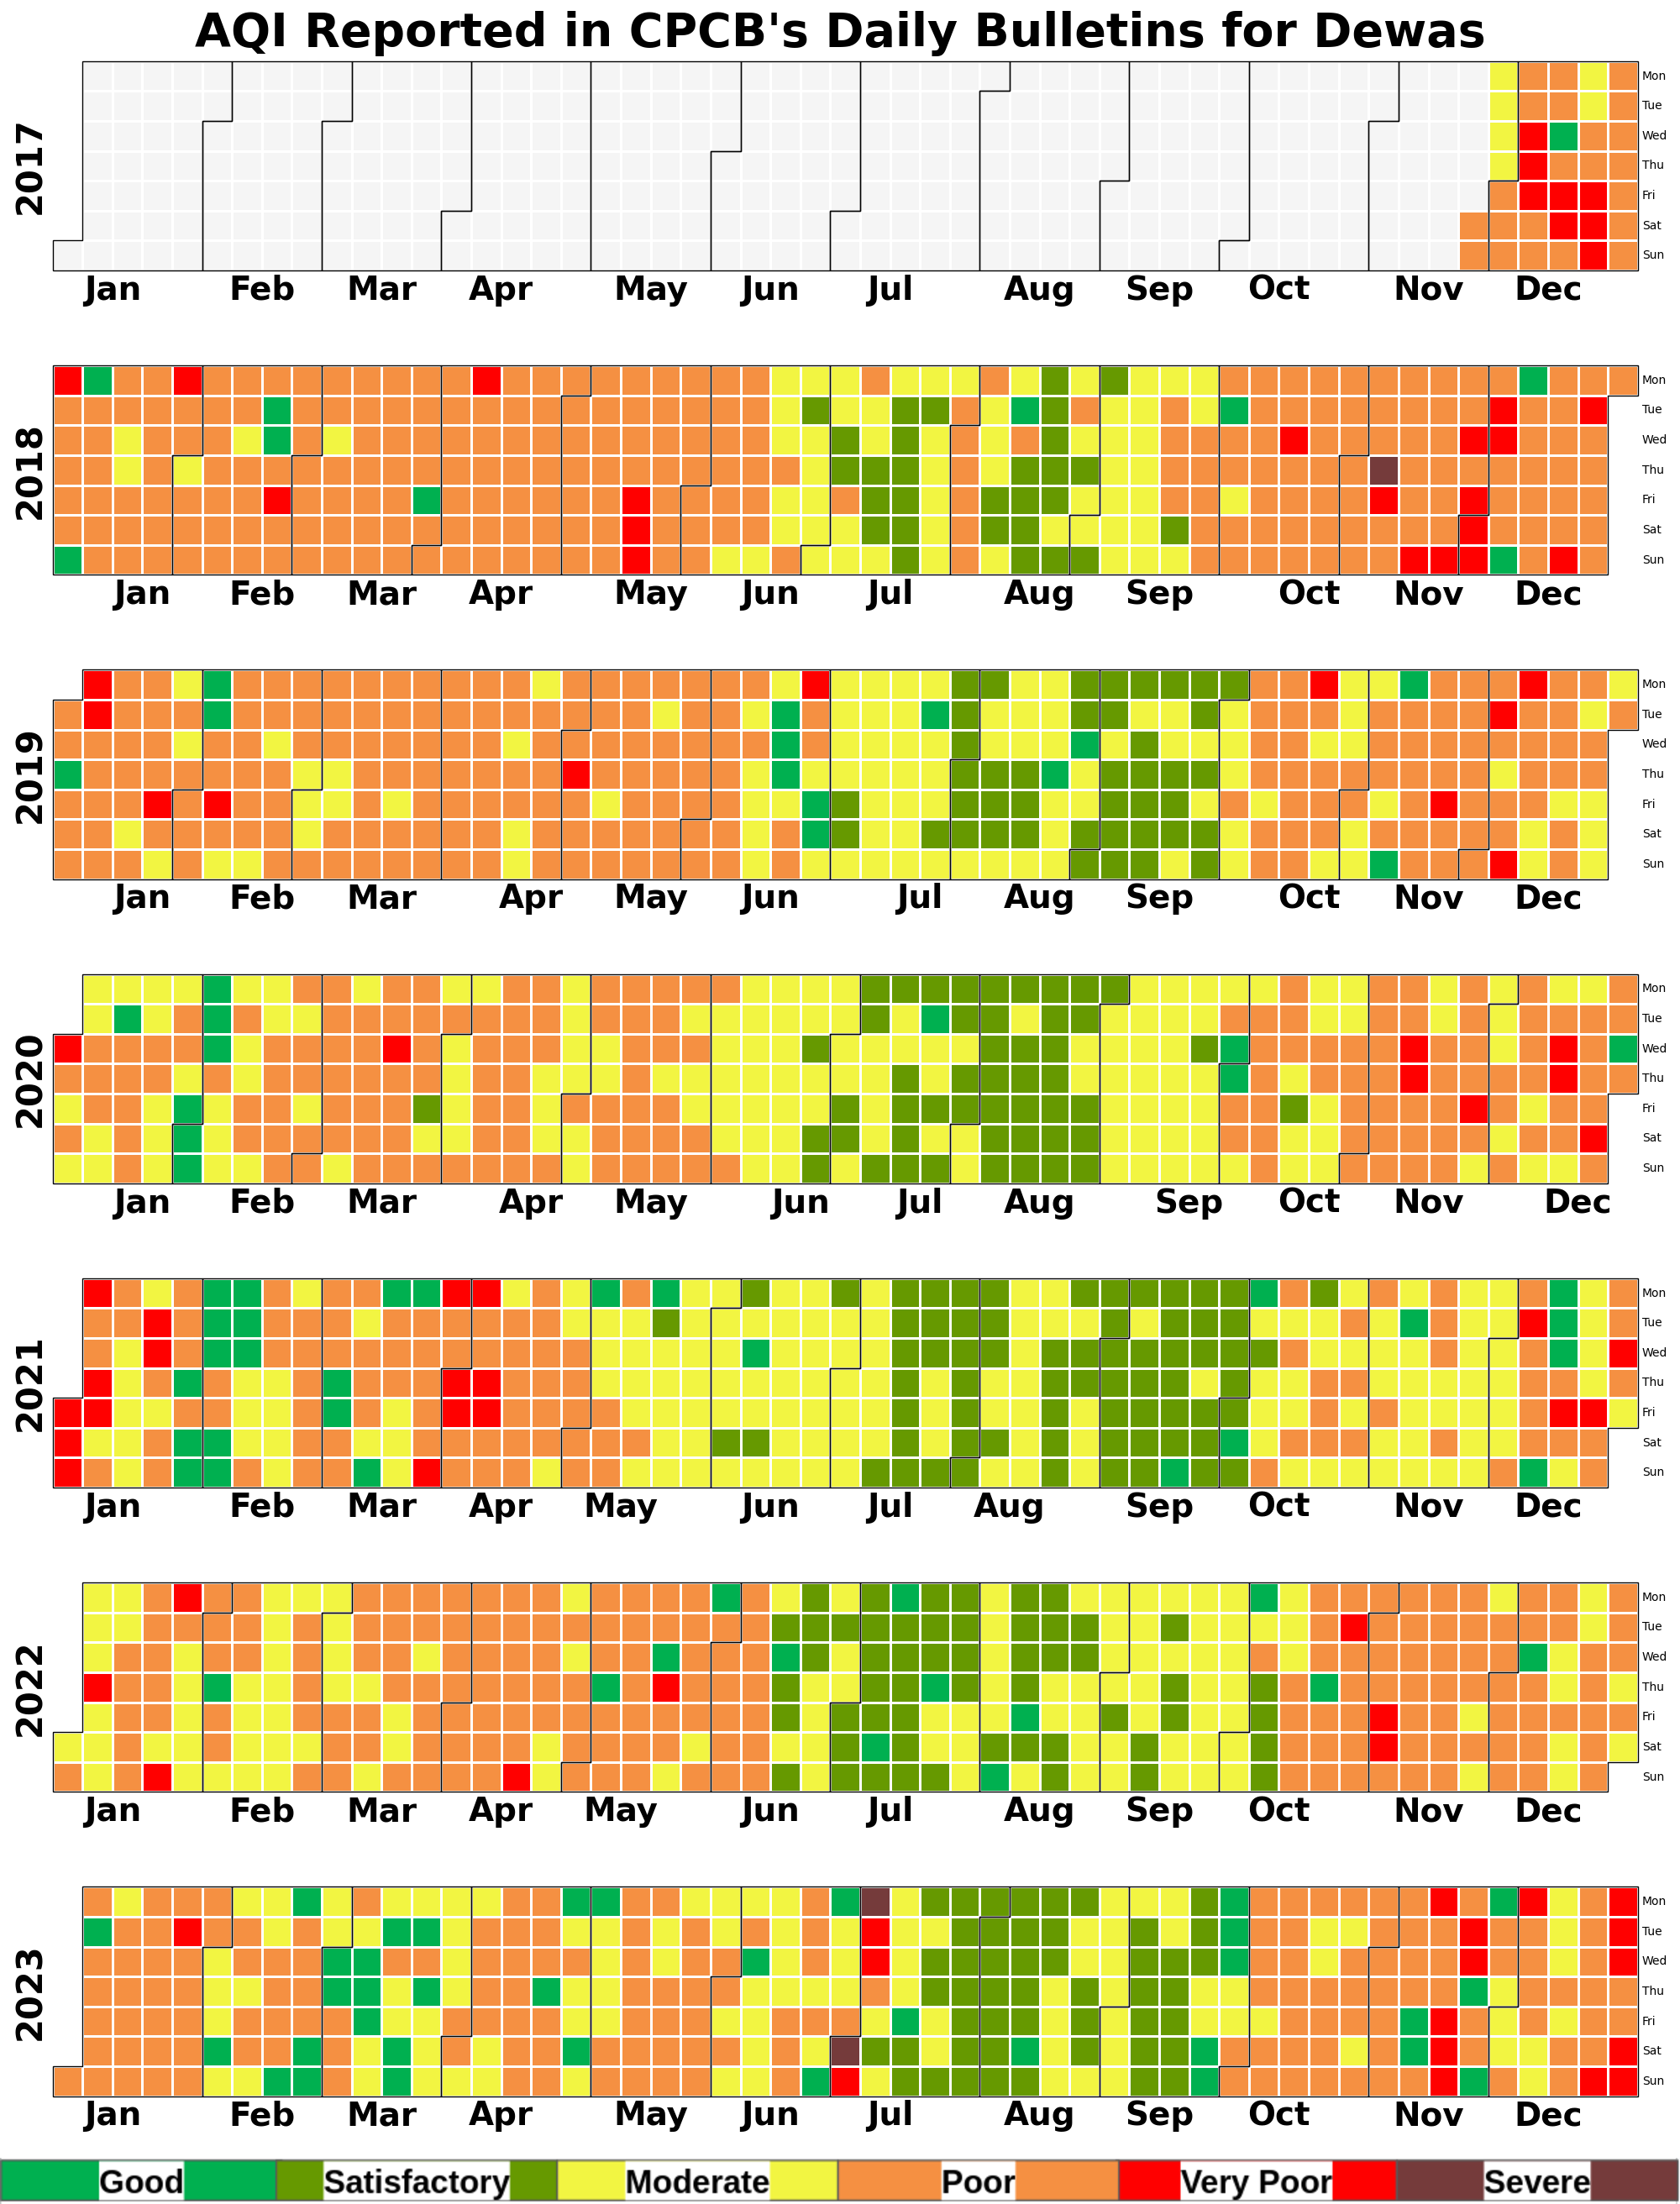 AQI Reported in CPCB's Daily Bulletins for Dewas
2017
Mon
Tue
Wed
Thu
Fri
Sat
Sun
Jan Feb Mar Apr May Jun Jul Aug Sep Oct Nov Dec
2018
Mon
Tue
Wed
Thu
Fri
Sat
Sun
Jan Feb Mar Apr May Jun Jul Aug Sep Oct Nov Dec
2019
Mon
Tue
Wed
Thu
Fri
Sat
Sun
Jan Feb Mar Apr May Jun Jul Aug Sep Oct Nov Dec
2020
Mon
Tue
Wed
Thu
Fri
Sat
Sun
Jan Feb Mar Apr May Jun Jul Aug Sep Oct Nov Dec
2021
Mon
Tue
Wed
Thu
Fri
Sat
Sun
Jan Feb Mar Apr May Jun Jul Aug Sep Oct Nov Dec
2022
Mon
Tue
Wed
Thu
Fri
Sat
Sun
Jan Feb Mar Apr May Jun Jul Aug Sep Oct Nov Dec
2023
Mon
Tue
Wed
Thu
Fri
Sat
Sun
Jan Feb Mar Apr May Jun Jul Aug Sep Oct Nov Dec
Good Satisfactory Moderate Poor Very Poor Severe